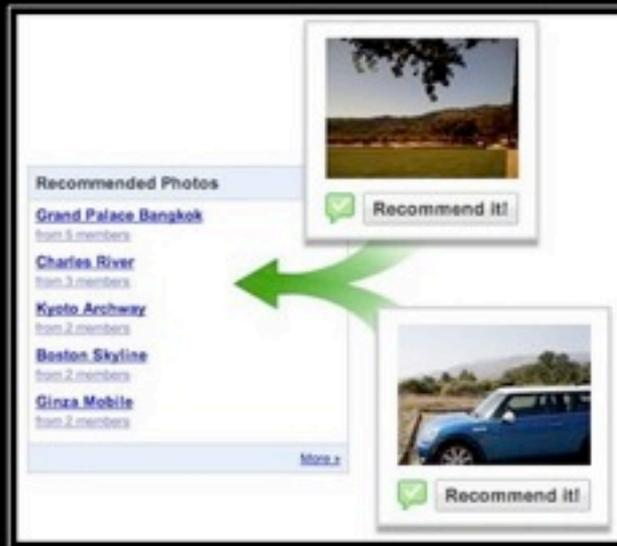 Recommended Photos
Grand Palace Bangkok
from 5 members
Charles River
from 3 members
Kyoto Archway
from 2 members
Boston Skyline
from 2 members
Ginza Mobile
from 2 members
More »
Recommend it!
Recommend it!